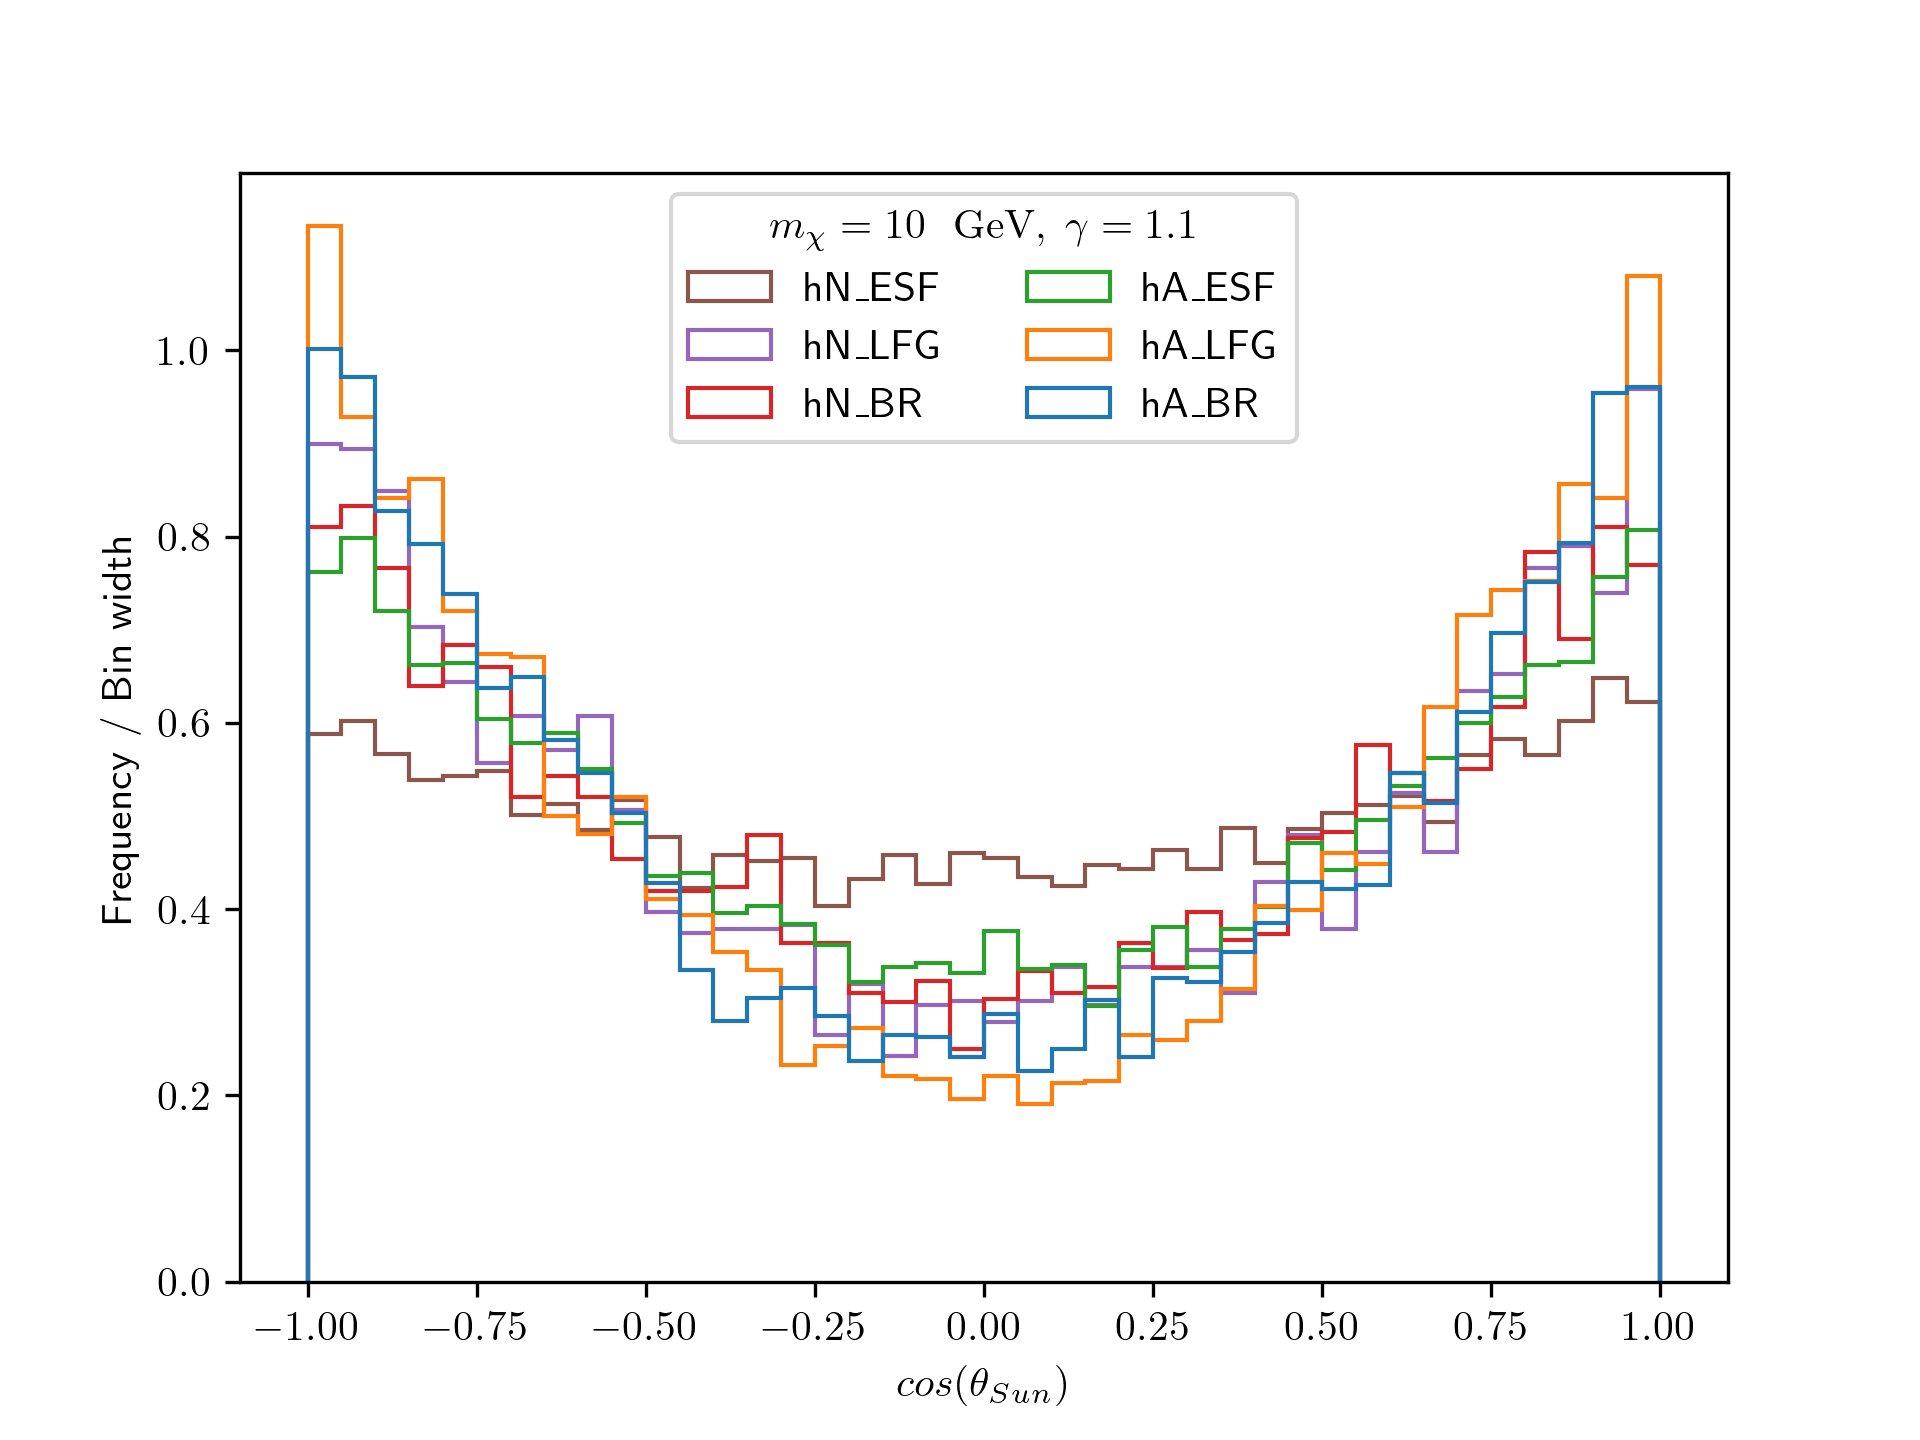 m_χ = 10 GeV, γ = 1.1
hN_ESF hA_ESF
hN_LFG hA_LFG
hN_BR hA_BR
Frequency / Bin width
1.0
0.8
0.6
0.4
0.2
0.0
−1.00 −0.75 −0.50 −0.25 0.00 0.25 0.50 0.75 1.00
cos(θ_Sun)